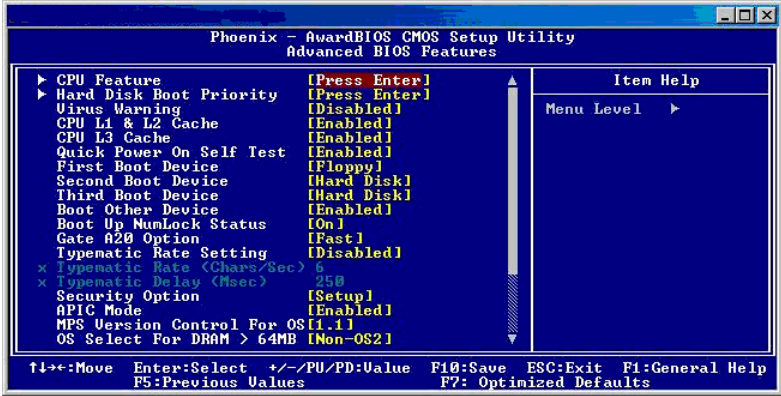 Phoenix - AwardBIOS CMOS Setup Utility
Advanced BIOS Features
► CPU Feature [Press Enter]
► Hard Disk Boot Priority [Press Enter]
Virus Warning [Disabled]
CPU L1 & L2 Cache [Enabled]
CPU L3 Cache [Enabled]
Quick Power On Self Test [Enabled]
First Boot Device [Floppy]
Second Boot Device [Hard Disk]
Third Boot Device [Hard Disk]
Boot Other Device [Enabled]
Boot Up NumLock Status [On]
Gate A20 Option [Fast]
Typematic Rate Setting [Disabled]
x Typematic Rate (Chars/Sec) 6
x Typematic Delay (Msec) 250
Security Option [Setup]
APIC Mode [Enabled]
MPS Version Control For OS[1.1]
OS Select For DRAM > 64MB [Non-OS2]
Item Help
Menu Level ►
↑↓→←:Move Enter:Select +/-/PU/PD:Value F10:Save ESC:Exit F1:General Help
F5:Previous Values F7: Optimized Defaults